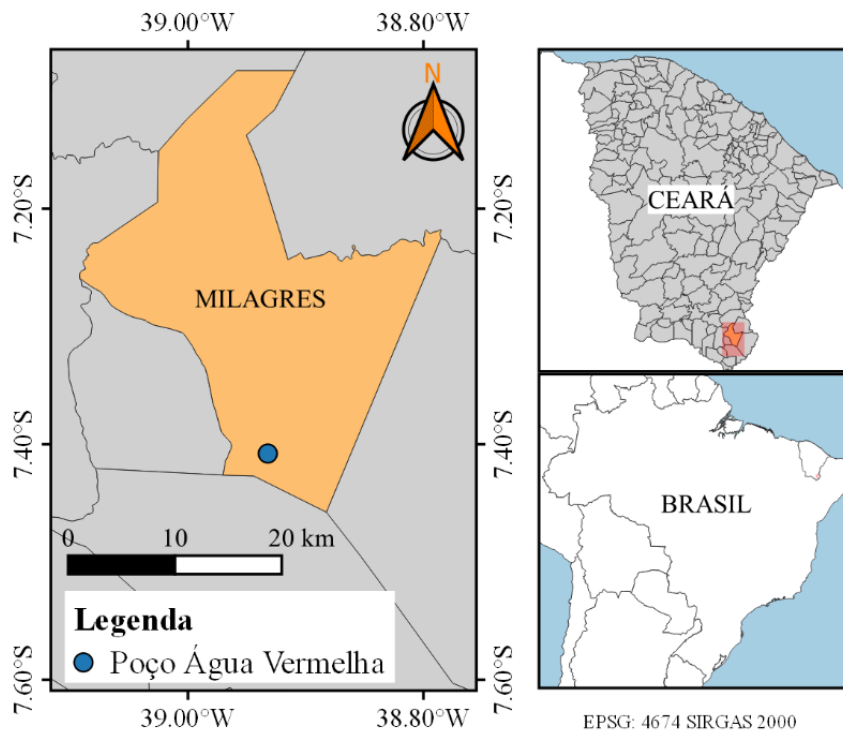 39.00°W 38.80°W
N
7.20°S 7.20°S
MILAGRES
7.40°S 7.40°S
0 10 20 km
Legenda
Poço Água Vermelha
7.60°S 7.60°S
39.00°W 38.80°W
CEARÁ
BRASIL
EPSG: 4674 SIRGAS 2000